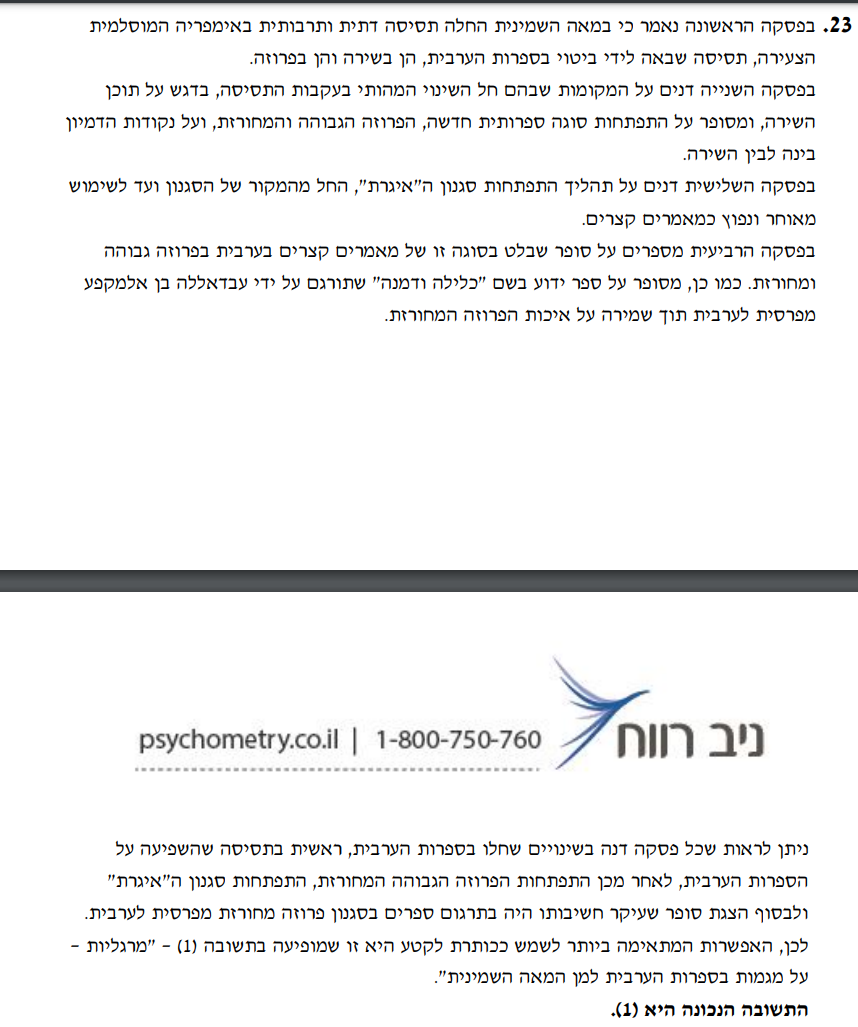 23. בפסקה הראשונה נאמר כי במאה השמינית החלה תסיסה דתית ותרבותית באימפריה המוסלמית
הצעירה, תסיסה שבאה לידי ביטוי בספרות הערבית, הן בשירה והן בפרוזה.
בפסקה השנייה דנים על המקומות שבהם חל השינוי המהותי בעקבות התסיסה, בדגש על תוכן
השירה, ומסופר על התפתחות סוגה ספרותית חדשה, הפרוזה הגבוהה והמחורזת, ועל נקודות הדמיון
בינה לבין השירה.
בפסקה השלישית דנים על תהליך התפתחות סגנון ה"איגרת", החל מהמקור של הסגנון ועד לשימוש
מאוחר ונפוץ כמאמרים קצרים.
בפסקה הרביעית מספרים על סופר שבלט בסוגה זו של מאמרים קצרים בערבית בפרוזה גבוהה
ומחורזת. כמו כן, מסופר על ספר ידוע בשם "כלילה ודמנה" שתורגם על ידי עבדאללה בן אלמקפע
מפרסית לערבית תוך שמירה על איכות הפרוזה המחורזת.
ניב רווח
psychometry.co.il | 1-800-750-760
ניתן לראות שכל פסקה דנה בשינויים שחלו בספרות הערבית, ראשית בתסיסה שהשפיעה על
הספרות הערבית, לאחר מכן התפתחות הפרוזה הגבוהה המחורזת, התפתחות סגנון ה"איגרת"
ולבסוף הצגת סופר שעיקר חשיבותו היה בתרגום ספרים בסגנון פרוזה מחורזת מפרסית לערבית.
לכן, האפשרות המתאימה ביותר לשמש ככותרת לקטע היא זו שמופיעה בתשובה (1) – "מרגליות –
על מגמות בספרות הערבית למן המאה השמינית".
התשובה הנכונה היא (1).